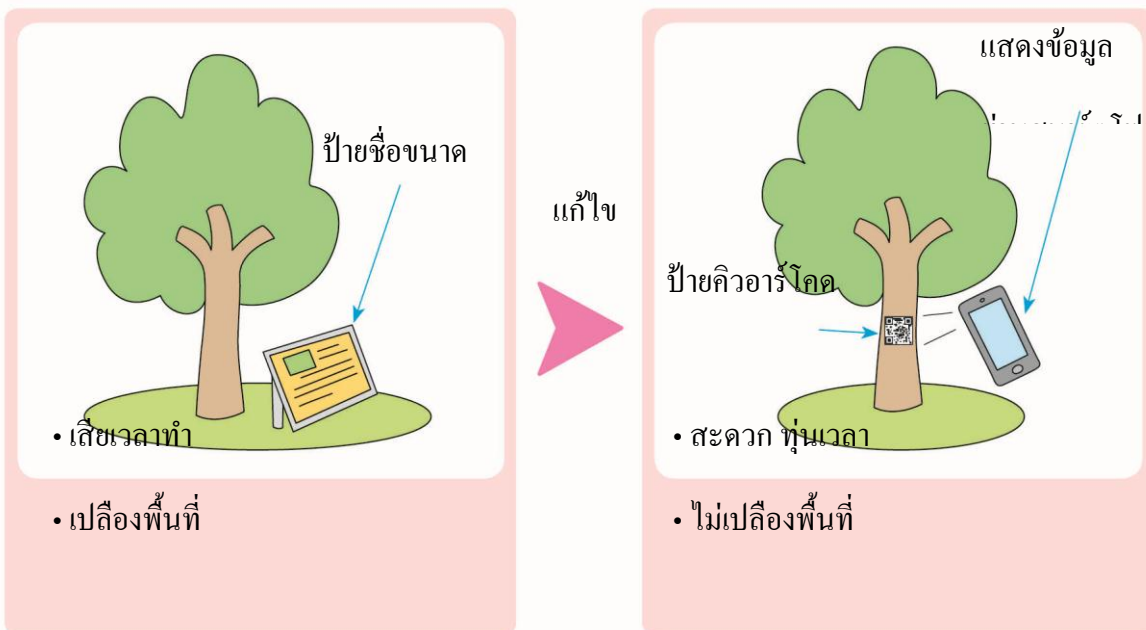 ป้ายชื่อขนาด
• เสียเวลาทำ
• เปลืองพื้นที่
แก้ไข
แสดงข้อมูล
ป้ายคิวอาร์โคด
• สะดวก ทุ่นเวลา
• ไม่เปลืองพื้นที่